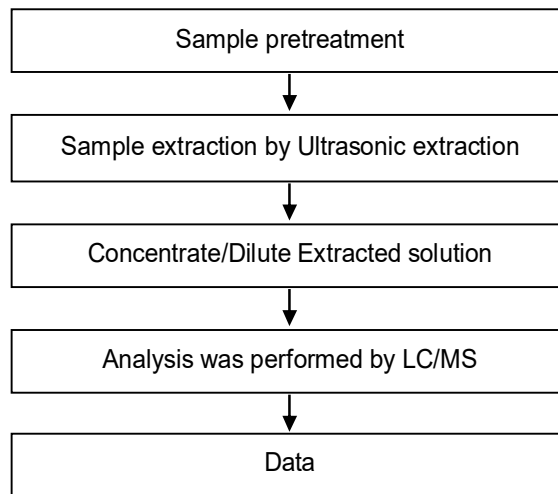 Sample pretreatment
Sample extraction by Ultrasonic extraction
Concentrate/Dilute Extracted solution
Analysis was performed by LC/MS
Data